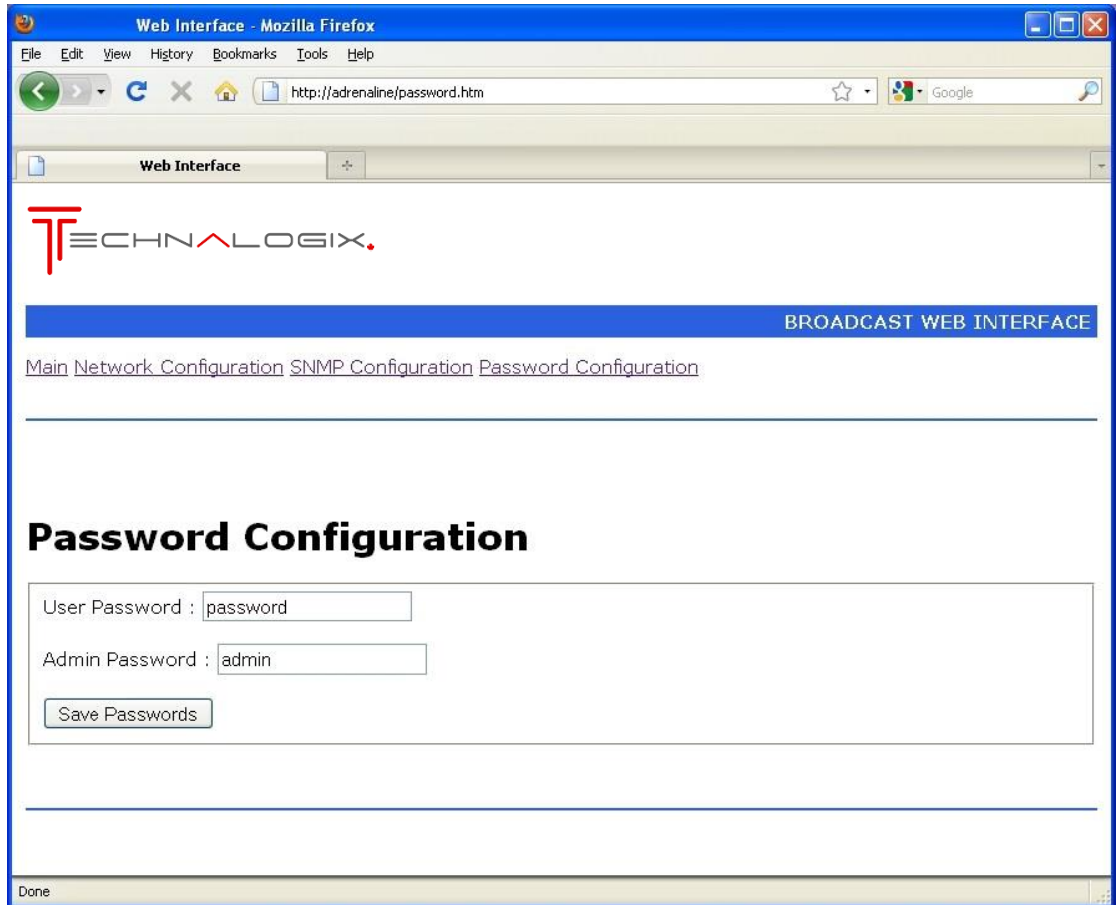 Web Interface - Mozilla Firefox
File Edit View History Bookmarks Tools Help
http://adrenaline/password.htm Google
Web Interface
TECHNALOGIX.
BROADCAST WEB INTERFACE
Main Network Configuration SNMP Configuration Password Configuration
Password Configuration
User Password : password
Admin Password : admin
Save Passwords
Done